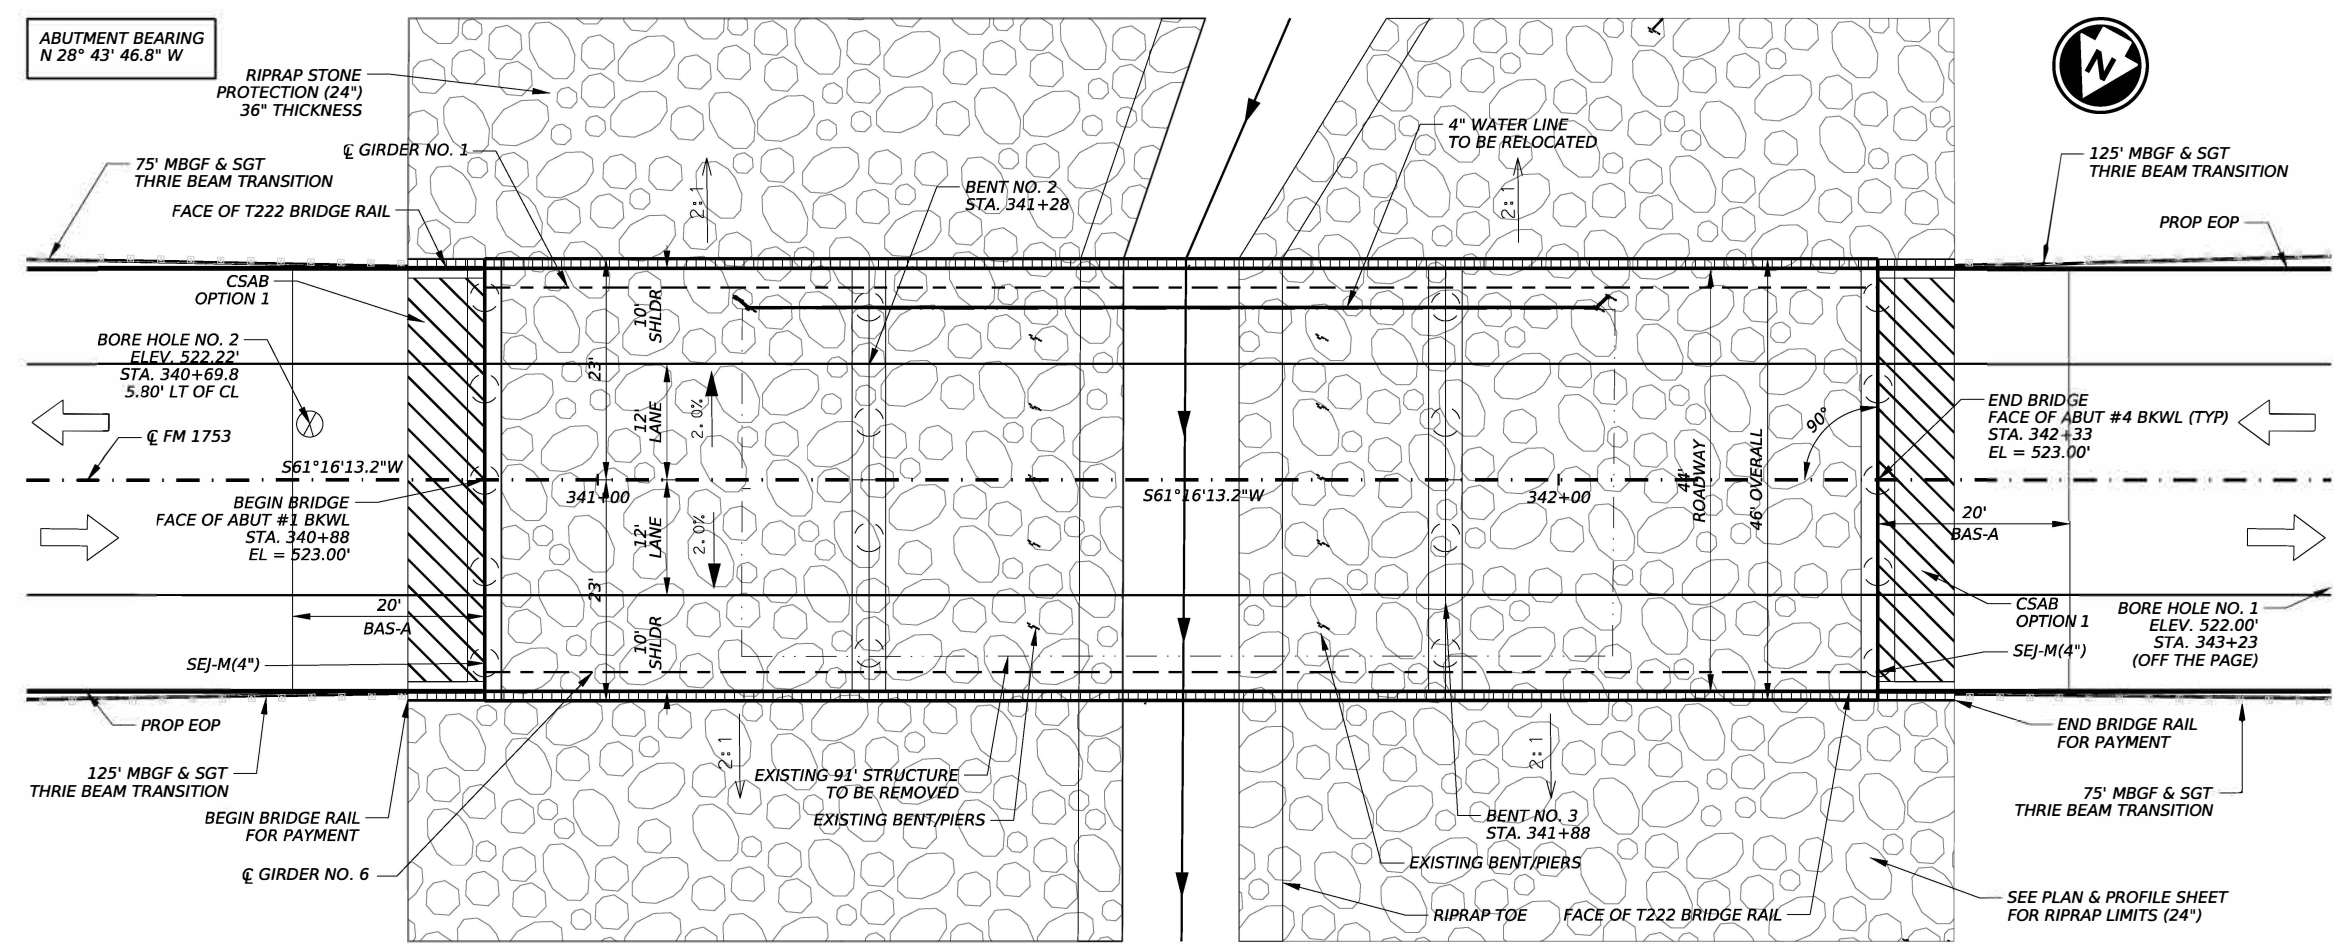 ABUTMENT BEARING
N 28° 43' 46.8" W
RIPRAP STONE
PROTECTION (24")
36" THICKNESS
℄ GIRDER NO. 1
75' MBGF & SGT
THRIE BEAM TRANSITION
FACE OF T222 BRIDGE RAIL
BENT NO. 2
STA. 341+28
4" WATER LINE
TO BE RELOCATED
N
125' MBGF & SGT
THRIE BEAM TRANSITION
PROP EOP
2:1
2:1
CSAB
OPTION 1
BORE HOLE NO. 2
ELEV. 522.22'
STA. 340+69.8
5.80' LT OF CL
℄ FM 1753
S61°16'13.2"W
BEGIN BRIDGE
FACE OF ABUT #1 BKWL
STA. 340+88
EL = 523.00'
20'
BAS-A
SEJ-M(4")
10'
SHLDR
23'
12'
LANE
2.0%
341+00
12'
LANE
2.0%
23'
10'
SHLDR
S61°16'13.2"W
342+00
44'
ROADWAY
46' OVERALL
90°
END BRIDGE
FACE OF ABUT #4 BKWL (TYP)
STA. 342+33
EL = 523.00'
20'
BAS-A
CSAB
OPTION 1
SEJ-M(4")
BORE HOLE NO. 1
ELEV. 522.00'
STA. 343+23
(OFF THE PAGE)
PROP EOP
125' MBGF & SGT
THRIE BEAM TRANSITION
BEGIN BRIDGE RAIL
FOR PAYMENT
℄ GIRDER NO. 6
2:1
EXISTING 91' STRUCTURE
TO BE REMOVED
EXISTING BENT/PIERS
2:1
BENT NO. 3
STA. 341+88
EXISTING BENT/PIERS
RIPRAP TOE
FACE OF T222 BRIDGE RAIL
END BRIDGE RAIL
FOR PAYMENT
75' MBGF & SGT
THRIE BEAM TRANSITION
SEE PLAN & PROFILE SHEET
FOR RIPRAP LIMITS (24")